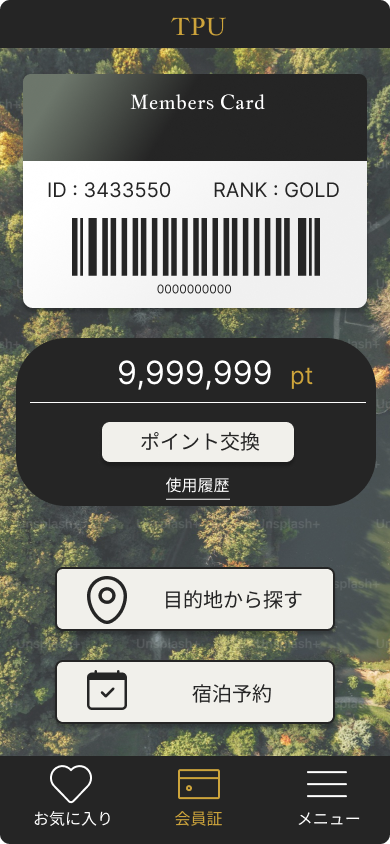 TPU
Members Card
ID : 3433550 RANK : GOLD
0000000000
9,999,999 pt
ポイント交換
使用履歴
Unsplash+ Unsplash+ Unsplash+
目的地から探す
宿泊予約
お気に入り 会員証 メニュー